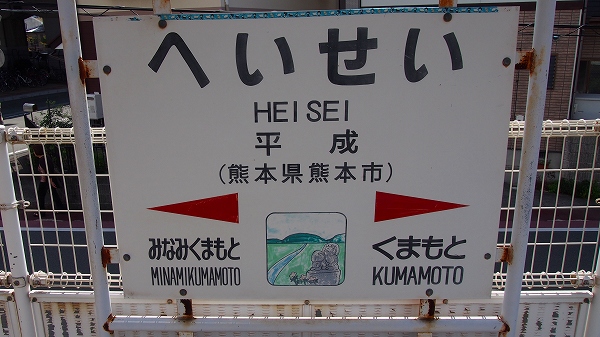 へいせい
HEISEI
平成
(熊本県熊本市)
みなみくまもと
MINAMIKUMAMOTO
くまもと
KUMAMOTO